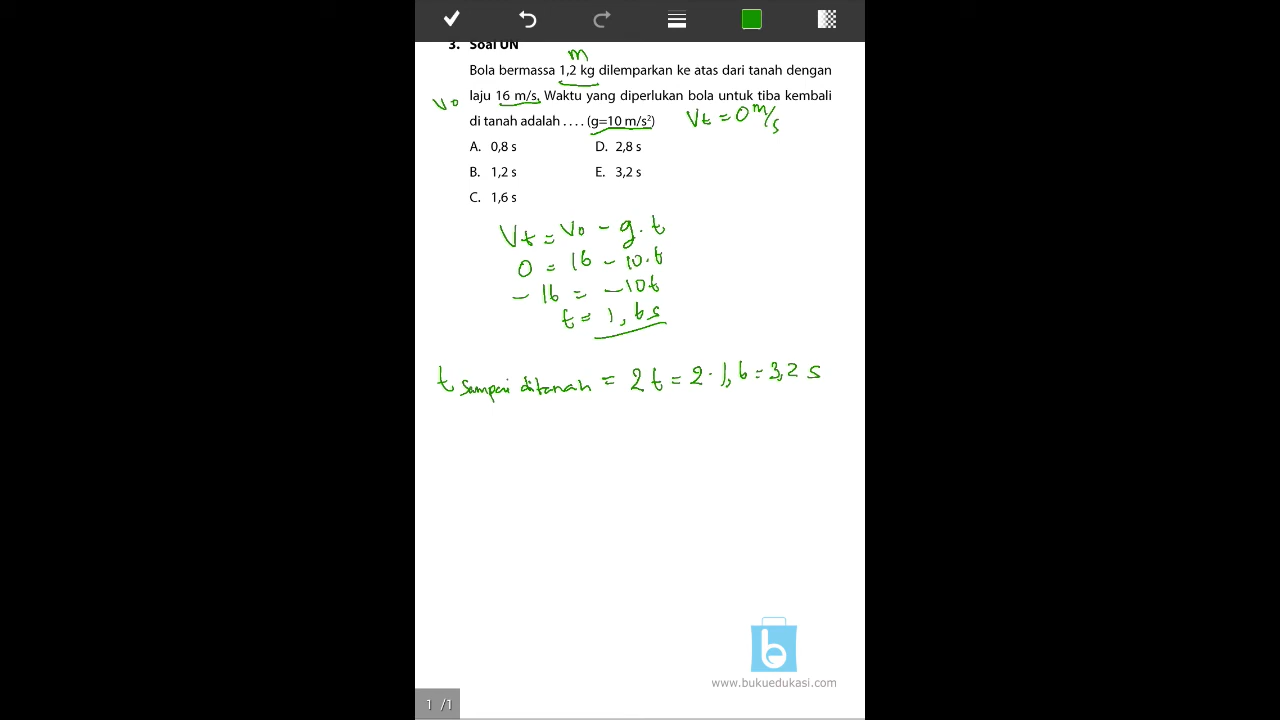 3. Soal UN
m
Bola bermassa 1,2 kg dilemparkan ke atas dari tanah dengan
laju 16 m/s. Waktu yang diperlukan bola untuk tiba kembali
vo
di tanah adalah . . . . (g=10 m/s²)
Vt = 0 m/s
A. 0,8 s D. 2,8 s
B. 1,2 s E. 3,2 s
C. 1,6 s
Vt = Vo - g. t
0 = 16 - 10.t
- 16 = - 10t
t = 1,6 s
t sampai ditanah = 2 t = 2 . 1,6 = 3,2 s
b
www.bukuedukasi.com
1 /1